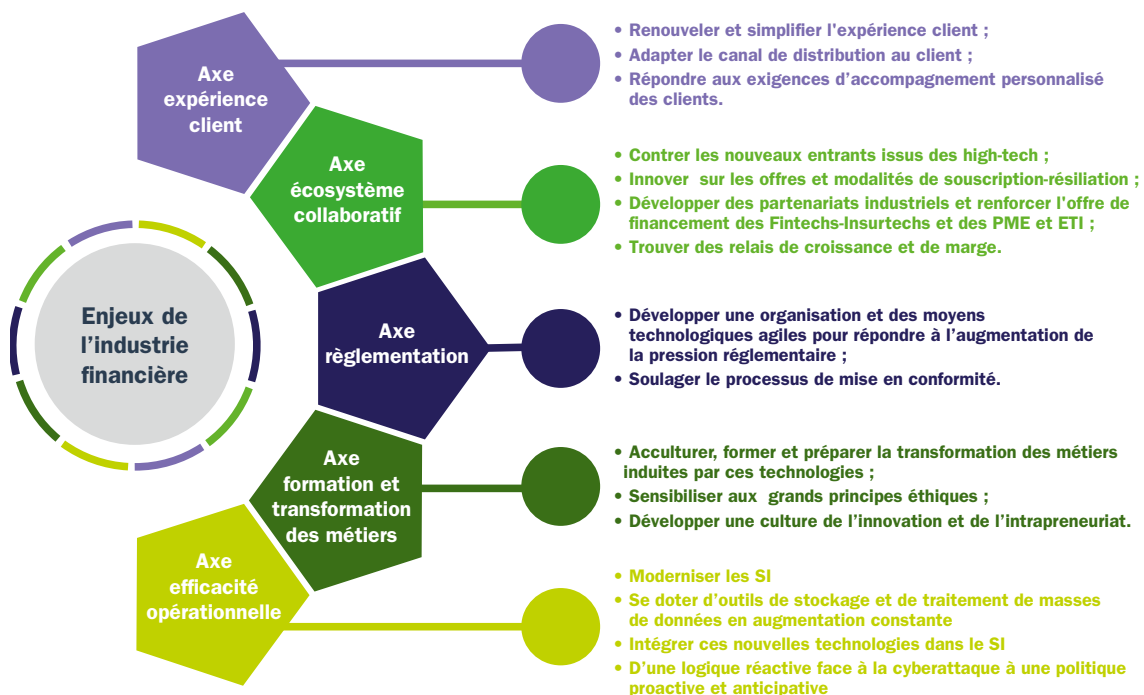 Enjeux de
l'industrie
financière
Axe
expérience
client
• Renouveler et simplifier l'expérience client ;
• Adapter le canal de distribution au client ;
• Répondre aux exigences d'accompagnement personnalisé
des clients.
Axe
écosystème
collaboratif
• Contrer les nouveaux entrants issus des high-tech ;
• Innover sur les offres et modalités de souscription-résiliation ;
• Développer des partenariats industriels et renforcer l'offre de
financement des Fintechs-Insurtechs et des PME et ETI ;
• Trouver des relais de croissance et de marge.
Axe
règlementation
• Développer une organisation et des moyens
technologiques agiles pour répondre à l'augmentation de
la pression réglementaire ;
• Soulager le processus de mise en conformité.
Axe
formation et
transformation
des métiers
• Acculturer, former et préparer la transformation des métiers
induites par ces technologies ;
• Sensibiliser aux grands principes éthiques ;
• Développer une culture de l'innovation et de l'intrapreneuriat.
Axe
efficacité
opérationnelle
• Moderniser les SI
• Se doter d'outils de stockage et de traitement de masses
de données en augmentation constante
• Intégrer ces nouvelles technologies dans le SI
• D'une logique réactive face à la cyberattaque à une politique
proactive et anticipative